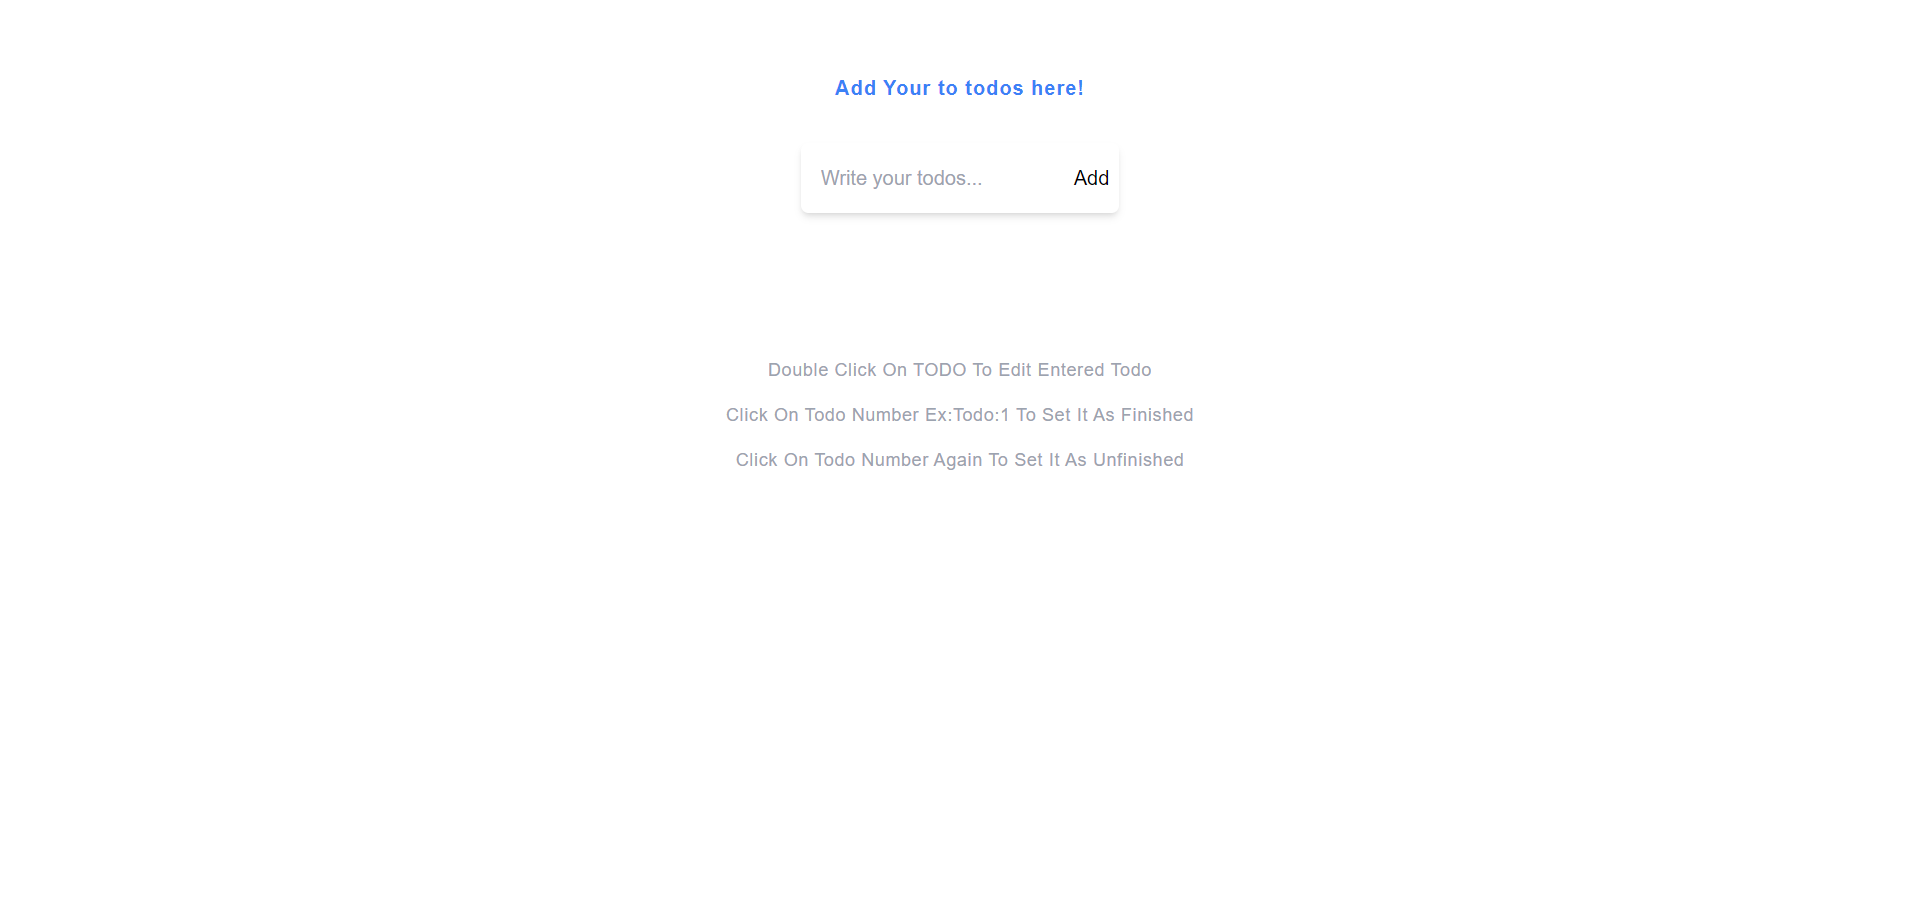 Add Your to todos here!
Write your todos... Add
Double Click On TODO To Edit Entered Todo
Click On Todo Number Ex:Todo:1 To Set It As Finished
Click On Todo Number Again To Set It As Unfinished